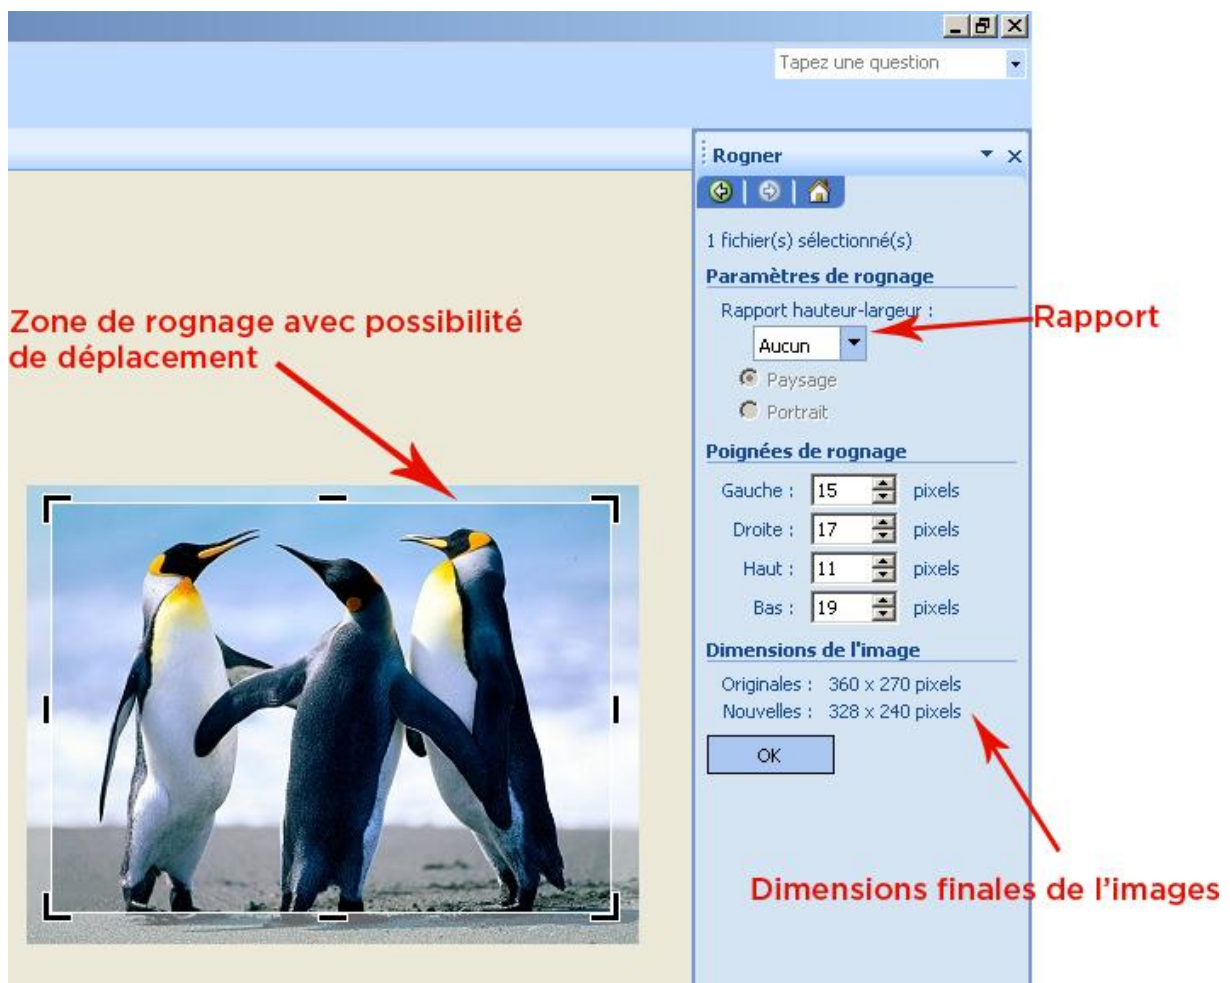 Tapez une question
Rogner
1 fichier(s) sélectionné(s)
Paramètres de rognage
Rapport hauteur-largeur :
Rapport
Aucun
Paysage
Portrait
Zone de rognage avec possibilité
de déplacement
Poignées de rognage
Gauche : 15 pixels
Droite : 17 pixels
Haut : 11 pixels
Bas : 19 pixels
Dimensions de l'image
Originales : 360 x 270 pixels
Nouvelles : 328 x 240 pixels
OK
Dimensions finales de l'images